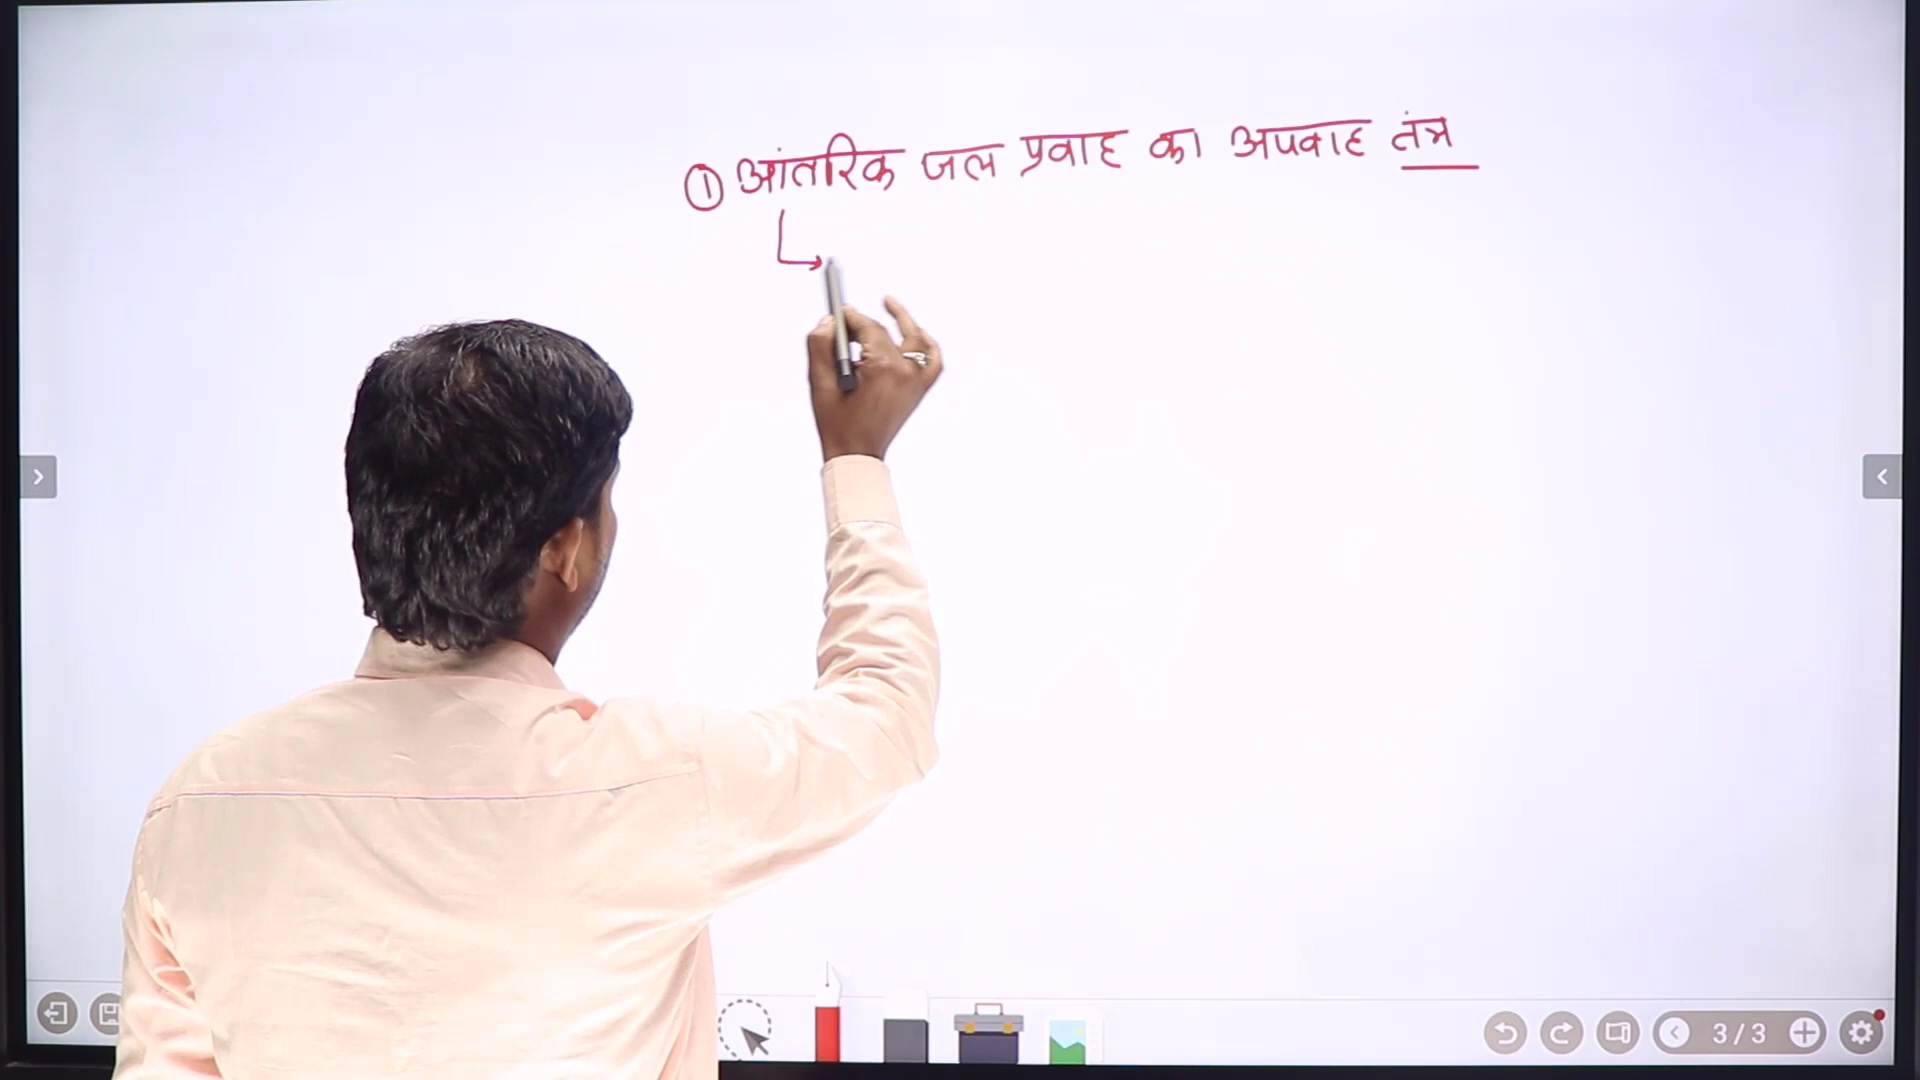 ① आंतरिक जल प्रवाह का अपवाह तंत्र
3/3